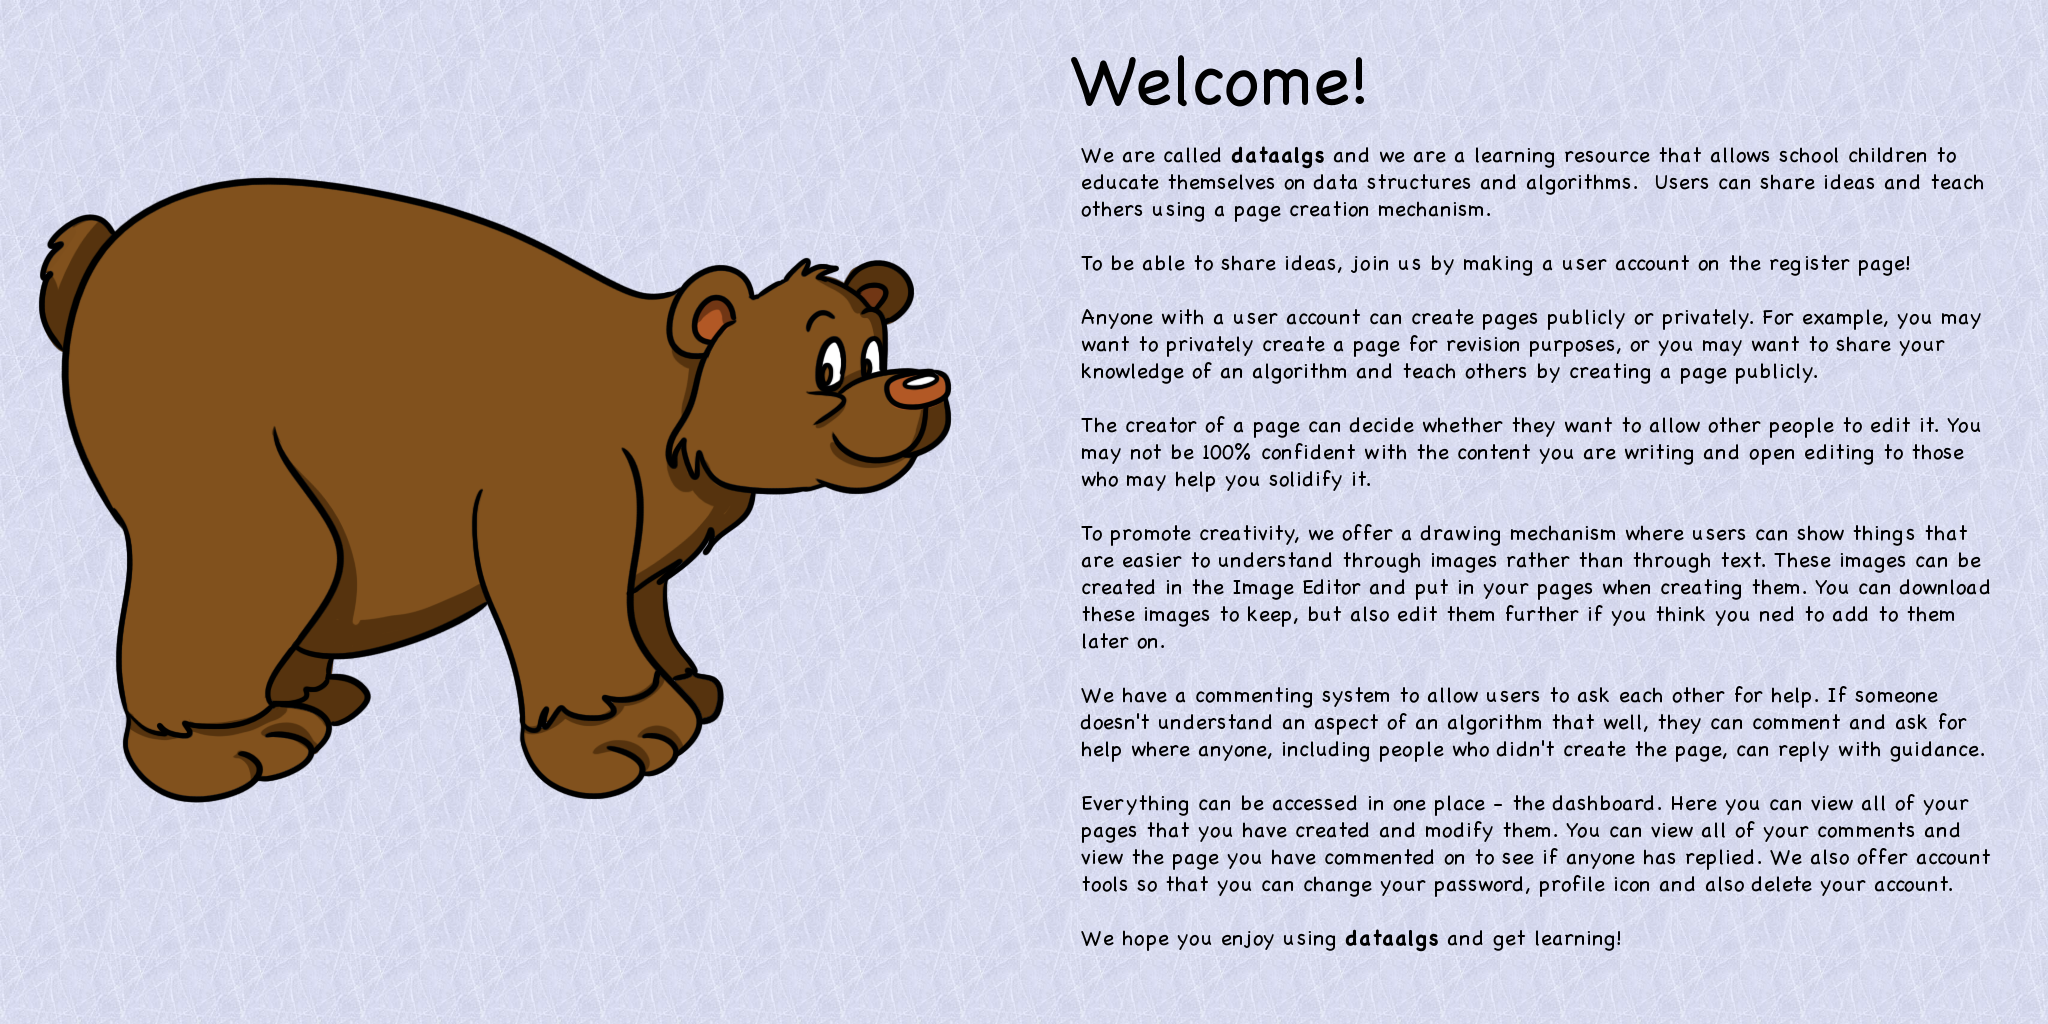 Welcome!
We are called dataalgs and we are a learning resource that allows school children to
educate themselves on data structures and algorithms.  Users can share ideas and teach
others using a page creation mechanism.
To be able to share ideas, join us by making a user account on the register page!
Anyone with a user account can create pages publicly or privately. For example, you may
want to privately create a page for revision purposes, or you may want to share your
knowledge of an algorithm and teach others by creating a page publicly.
The creator of a page can decide whether they want to allow other people to edit it. You
may not be 100% confident with the content you are writing and open editing to those
who may help you solidify it.
To promote creativity, we offer a drawing mechanism where users can show things that
are easier to understand through images rather than through text. These images can be
created in the Image Editor and put in your pages when creating them. You can download
these images to keep, but also edit them further if you think you ned to add to them
later on.
We have a commenting system to allow users to ask each other for help. If someone
doesn't understand an aspect of an algorithm that well, they can comment and ask for
help where anyone, including people who didn't create the page, can reply with guidance.
Everything can be accessed in one place - the dashboard. Here you can view all of your
pages that you have created and modify them. You can view all of your comments and
view the page you have commented on to see if anyone has replied. We also offer account
tools so that you can change your password, profile icon and also delete your account.
We hope you enjoy using dataalgs and get learning!